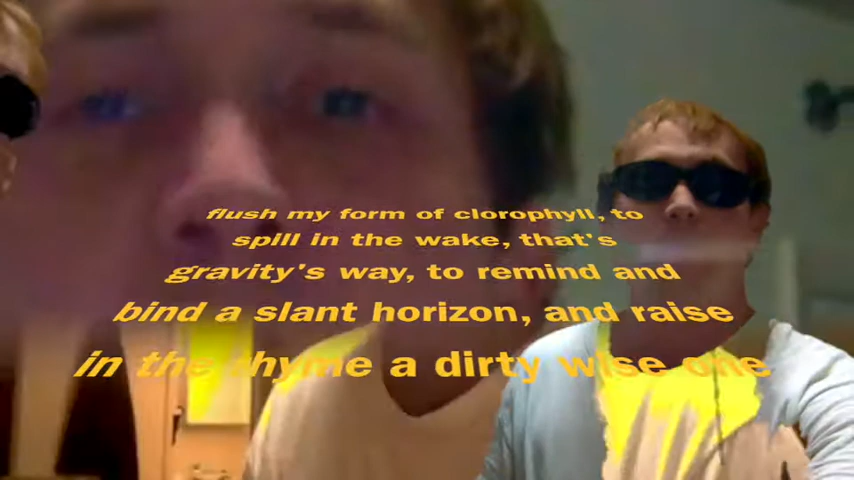 flush my form of clorophyll, to
spill in the wake, that's
gravity's way, to remind and
bind a slant horizon, and raise
in the rhyme a dirty wise one